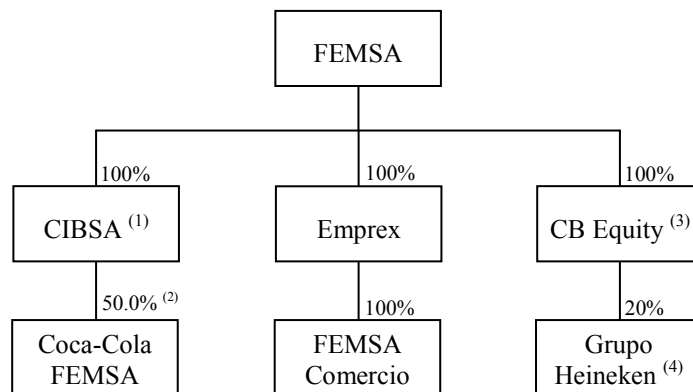 FEMSA
100%
100%
100%
CIBSA (1)
Emprex
CB Equity (3)
50.0% (2)
100%
20%
Coca-Cola
FEMSA
FEMSA
Comercio
Grupo
Heineken (4)